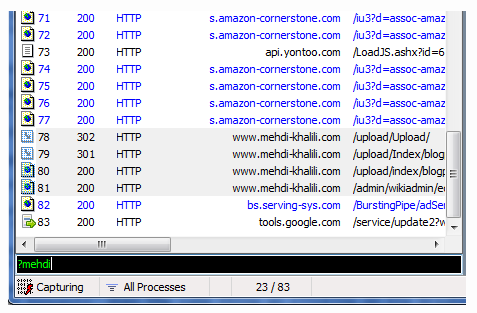 71 200 HTTP s.amazon-cornerstone.com /iu3?d=assoc-amaz
72 200 HTTP s.amazon-cornerstone.com /iu3?d=assoc-amaz
73 200 HTTP api.yontoo.com /LoadJS.ashx?id=6
74 200 HTTP s.amazon-cornerstone.com /iu3?d=assoc-amaz
75 200 HTTP s.amazon-cornerstone.com /iu3?d=assoc-amaz
76 200 HTTP s.amazon-cornerstone.com /iu3?d=assoc-amaz
77 200 HTTP s.amazon-cornerstone.com /iu3?d=assoc-amaz
78 302 HTTP www.mehdi-khalili.com /upload/Upload/
79 301 HTTP www.mehdi-khalili.com /upload/Index/blogp
80 200 HTTP www.mehdi-khalili.com /upload/index/blogp
81 200 HTTP www.mehdi-khalili.com /admin/wikiadmin/ed
82 200 HTTP bs.serving-sys.com /BurstingPipe/adSer
83 200 HTTP tools.google.com /service/update2?w
?mehdi
Capturing All Processes 23 / 83